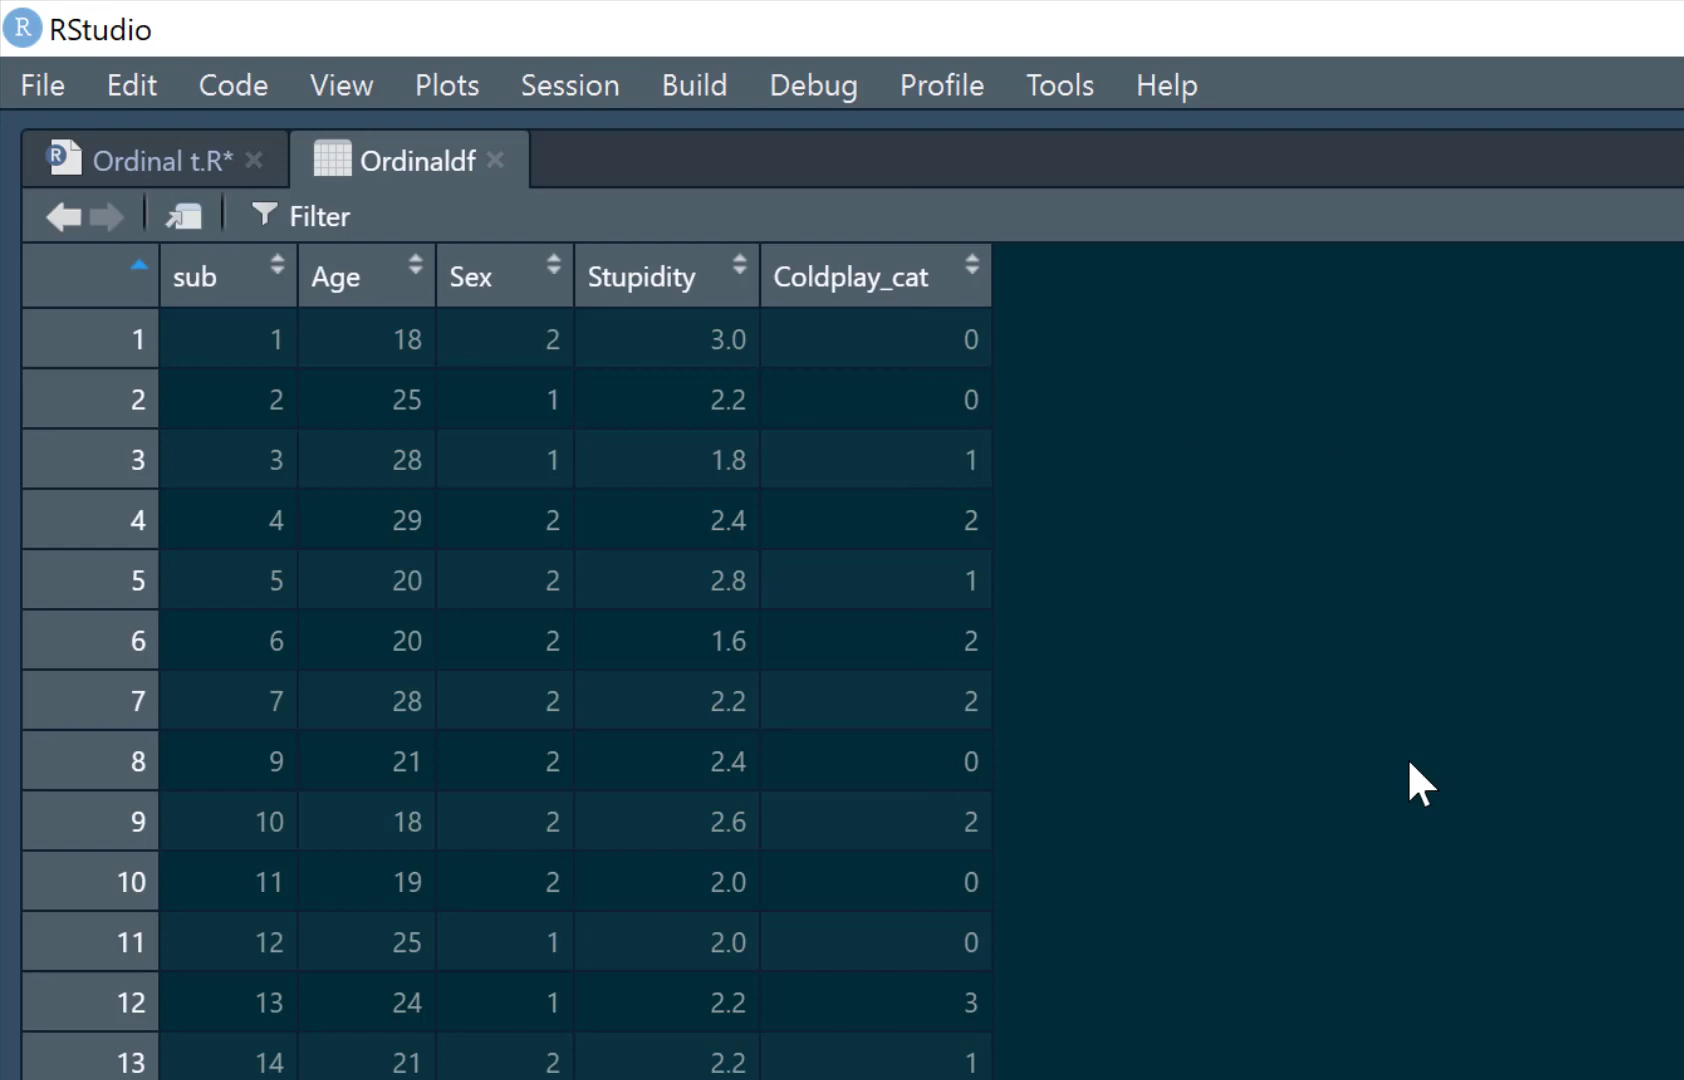 R RStudio
File Edit Code View Plots Session Build Debug Profile Tools Help
R Ordinal t.R* Ordinaldf
Filter
sub Age Sex Stupidity Coldplay_cat
1 1 18 2 3.0 0
2 2 25 1 2.2 0
3 3 28 1 1.8 1
4 4 29 2 2.4 2
5 5 20 2 2.8 1
6 6 20 2 1.6 2
7 7 28 2 2.2 2
8 9 21 2 2.4 0
9 10 18 2 2.6 2
10 11 19 2 2.0 0
11 12 25 1 2.0 0
12 13 24 1 2.2 3
13 14 21 2 2.2 1